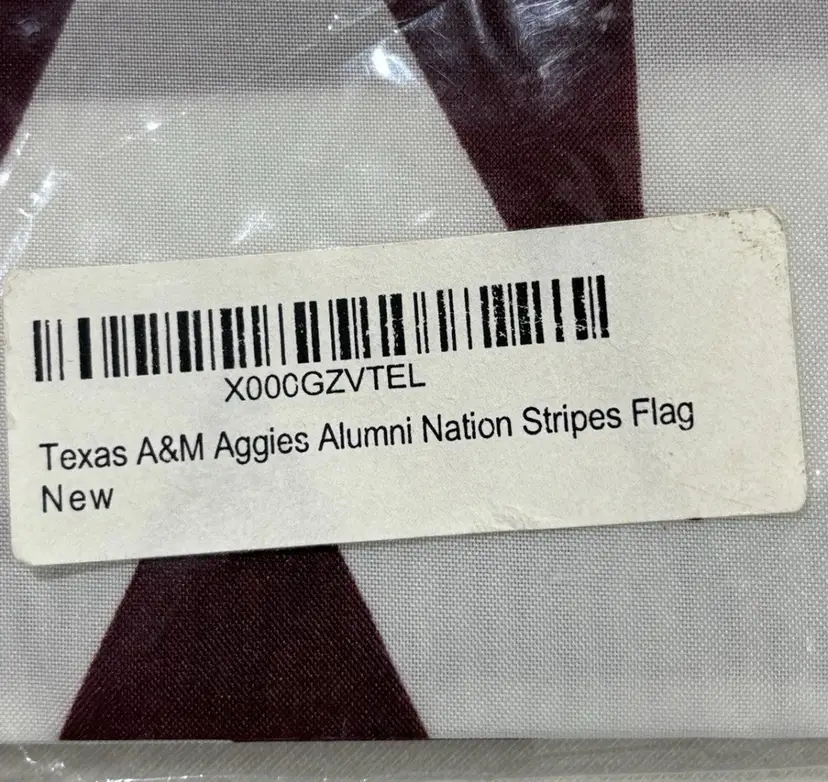 X000GZVTEL
Texas A&M Aggies Alumni Nation Stripes Flag
New